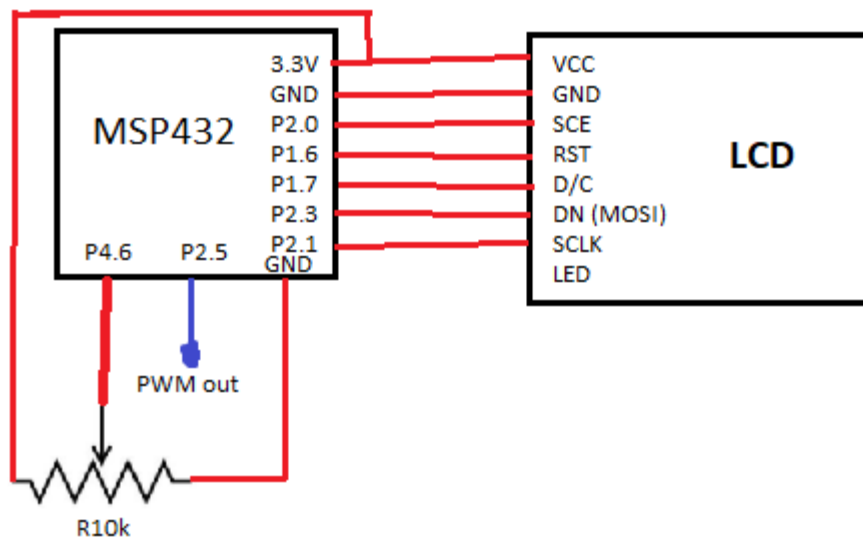 MSP432
3.3V
GND
P2.0
P1.6
P1.7
P2.3
P2.1
GND
P4.6
P2.5
PWM out
R10k
VCC
GND
SCE
RST
D/C
DN (MOSI)
SCLK
LED
LCD